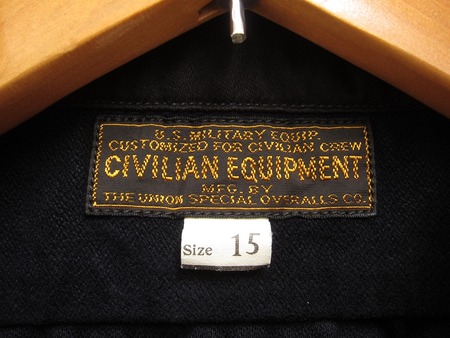 U.S. MILITARY EQUIP.
CUSTOMIZED FOR CIVILIAN CREW
CIVILIAN EQUIPMENT
MFG. BY
THE UNION SPECIAL OVERALLS CO.
Size 15